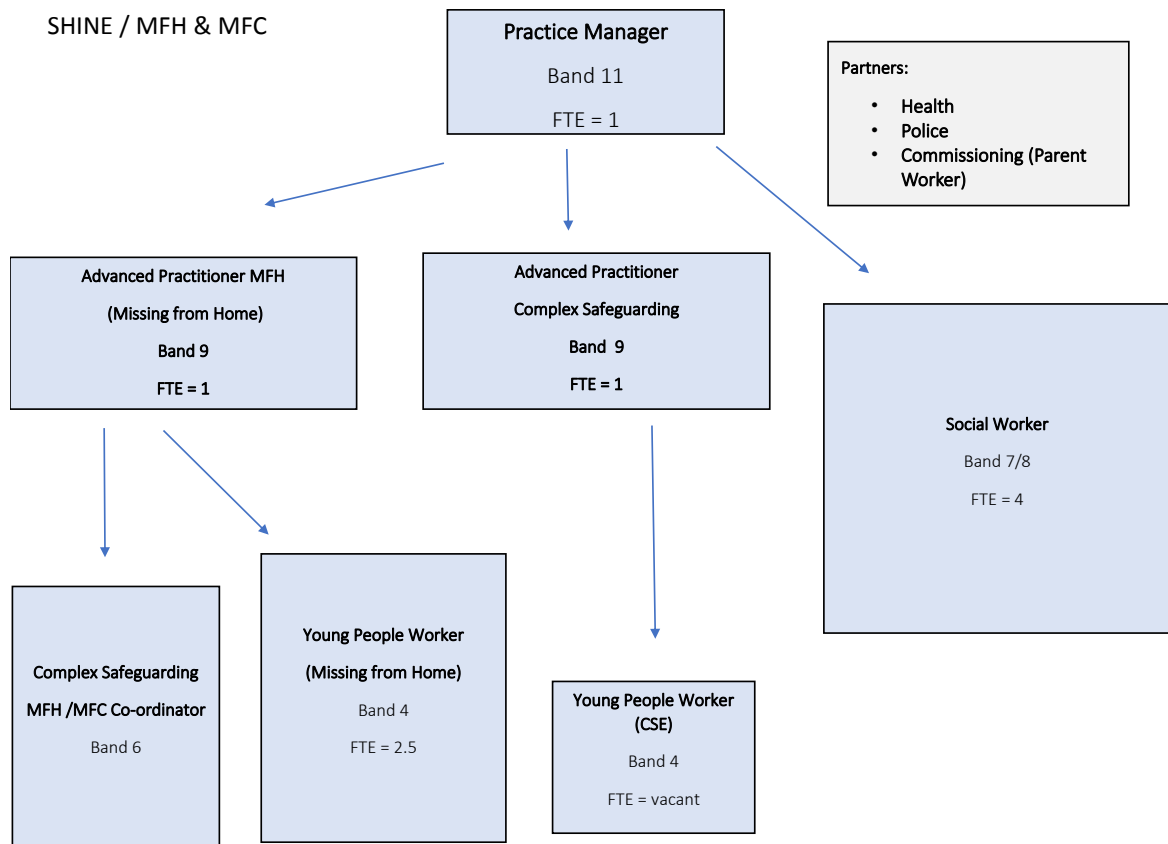 SHINE / MFH & MFC
Practice Manager
Band 11
FTE = 1
Partners:
• Health
• Police
• Commissioning (Parent
Worker)
Advanced Practitioner MFH
(Missing from Home)
Band 9
FTE = 1
Advanced Practitioner
Complex Safeguarding
Band 9
FTE = 1
Social Worker
Band 7/8
FTE = 4
Complex Safeguarding
MFH /MFC Co-ordinator
Band 6
Young People Worker
(Missing from Home)
Band 4
FTE = 2.5
Young People Worker
(CSE)
Band 4
FTE = vacant